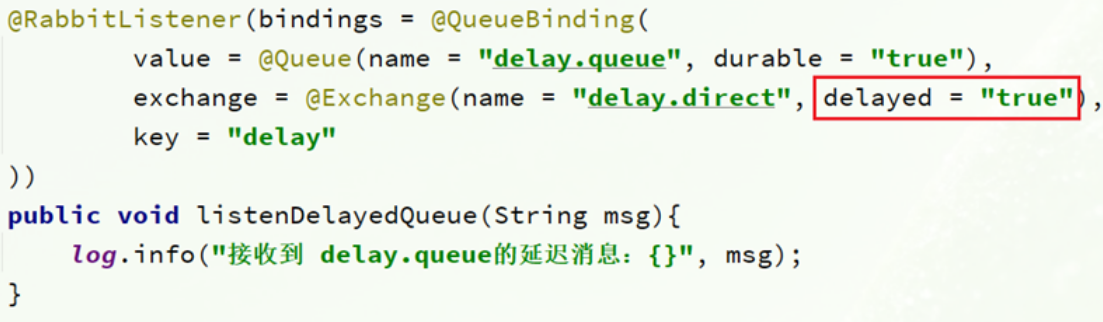 @RabbitListener(bindings = @QueueBinding(
        value = @Queue(name = "delay.queue", durable = "true"),
        exchange = @Exchange(name = "delay.direct", delayed = "true"),
        key = "delay"
))
public void listenDelayedQueue(String msg){
    log.info("接收到 delay.queue的延迟消息：{}", msg);
}